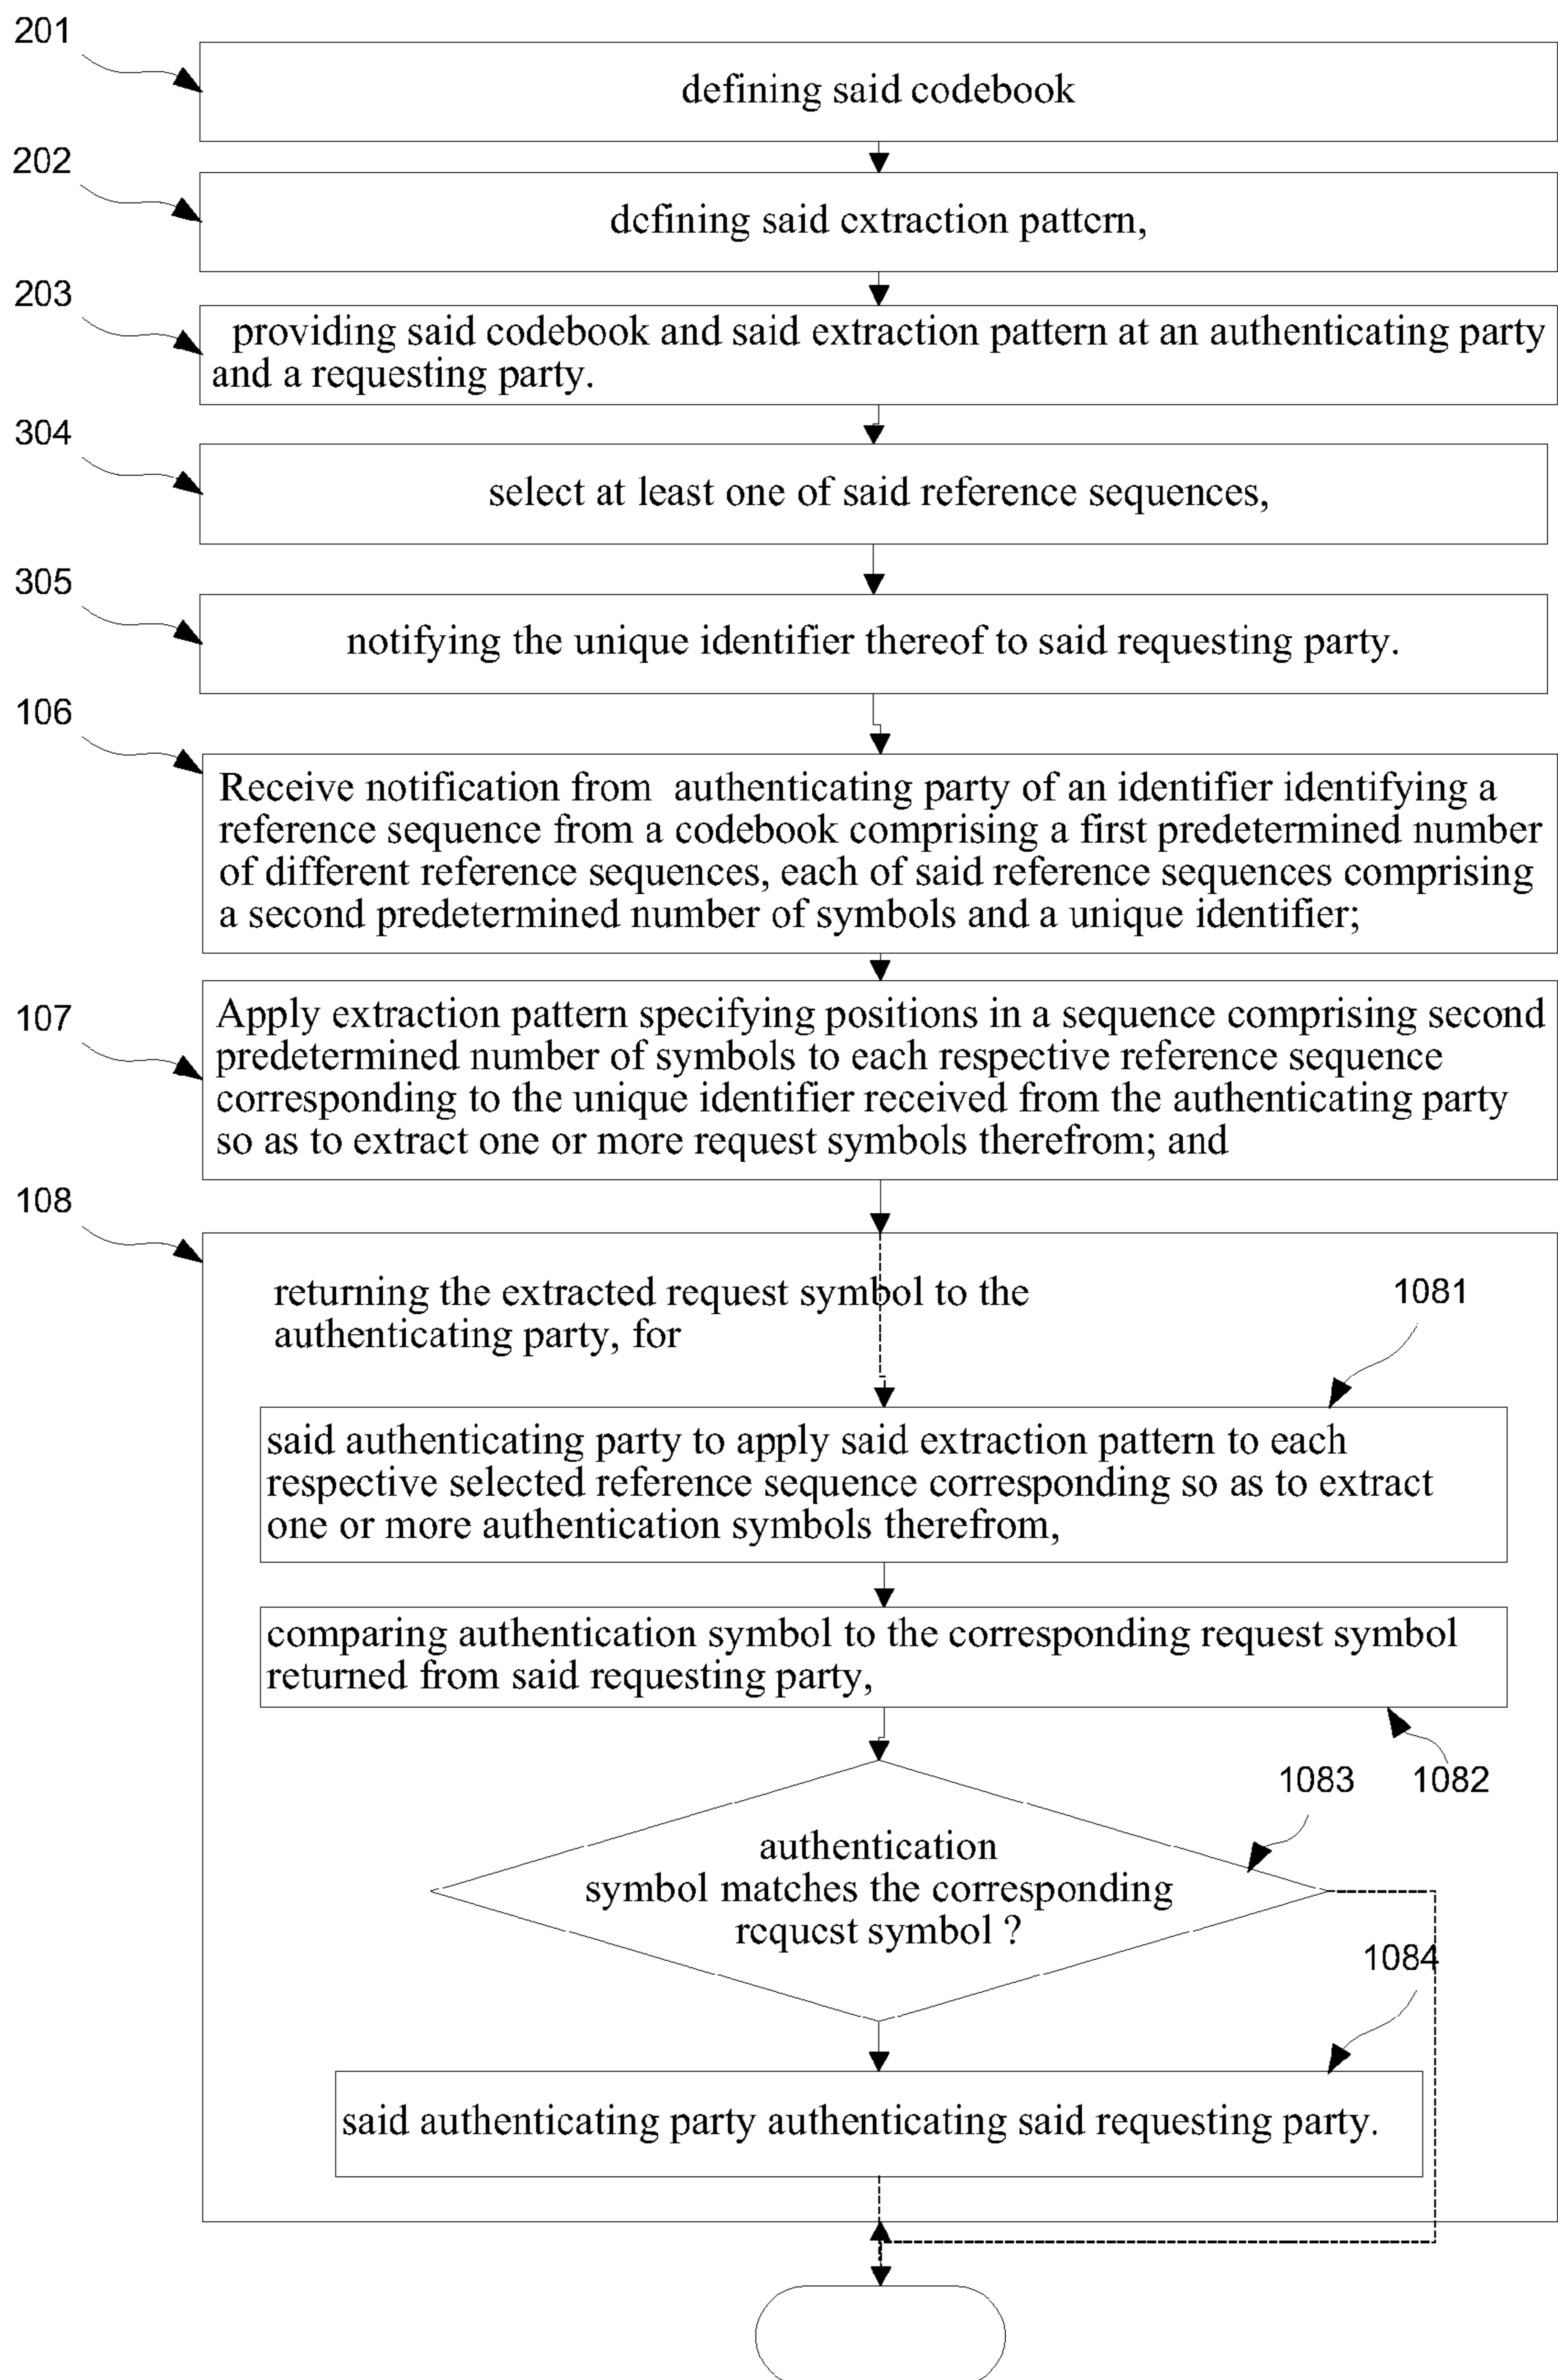 201
defining said codebook
202
defining said extraction pattern,
203
providing said codebook and said extraction pattern at an authenticating party
and a requesting party.
304
select at least one of said reference sequences,
305
notifying the unique identifier thereof to said requesting party.
106
Receive notification from authenticating party of an identifier identifying a
reference sequence from a codebook comprising a first predetermined number
of different reference sequences, each of said reference sequences comprising
a second predetermined number of symbols and a unique identifier;
107
Apply extraction pattern specifying positions in a sequence comprising second
predetermined number of symbols to each respective reference sequence
corresponding to the unique identifier received from the authenticating party
so as to extract one or more request symbols therefrom; and
108
returning the extracted request symbol to the
authenticating party, for
1081
said authenticating party to apply said extraction pattern to each
respective selected reference sequence corresponding so as to extract
one or more authentication symbols therefrom,
comparing authentication symbol to the corresponding request symbol
returned from said requesting party,
1083
1082
authentication
symbol matches the corresponding
request symbol ?
1084
said authenticating party authenticating said requesting party.